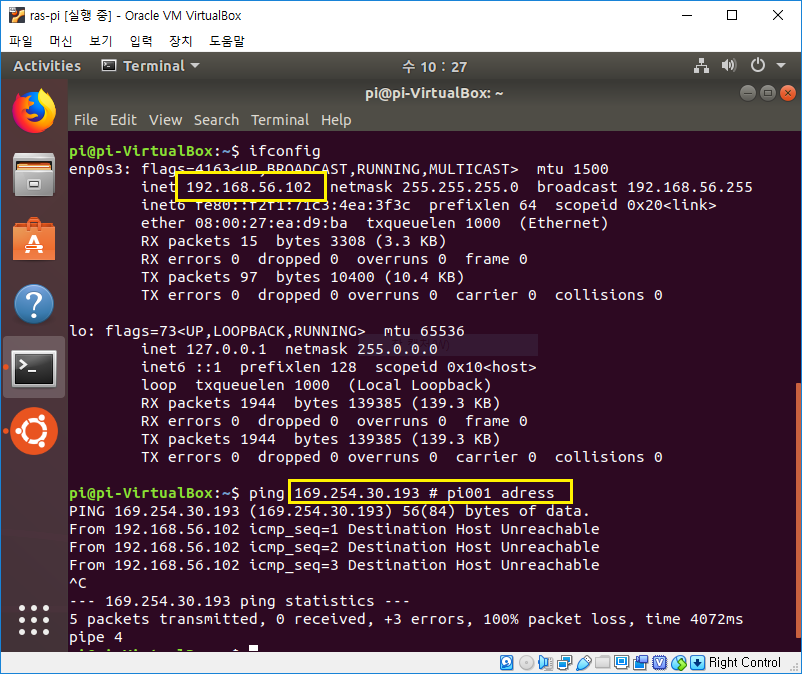 ras-pi [실행 중] - Oracle VM VirtualBox
파일 머신 보기 입력 장치 도움말
Activities Terminal 수 10 : 27
pi@pi-VirtualBox: ~
File Edit View Search Terminal Help
pi@pi-VirtualBox:~$ ifconfig
enp0s3: flags=4163<UP,BROADCAST,RUNNING,MULTICAST>  mtu 1500
        inet 192.168.56.102  netmask 255.255.255.0  broadcast 192.168.56.255
        inet6 fe80::f2f1:71c3:4ea:3f3c  prefixlen 64  scopeid 0x20<link>
        ether 08:00:27:ea:d9:ba  txqueuelen 1000  (Ethernet)
        RX packets 15  bytes 3308 (3.3 KB)
        RX errors 0  dropped 0  overruns 0  frame 0
        TX packets 97  bytes 10400 (10.4 KB)
        TX errors 0  dropped 0 overruns 0  carrier 0  collisions 0
lo: flags=73<UP,LOOPBACK,RUNNING>  mtu 65536
        inet 127.0.0.1  netmask 255.0.0.0
        inet6 ::1  prefixlen 128  scopeid 0x10<host>
        loop  txqueuelen 1000  (Local Loopback)
        RX packets 1944  bytes 139385 (139.3 KB)
        RX errors 0  dropped 0  overruns 0  frame 0
        TX packets 1944  bytes 139385 (139.3 KB)
        TX errors 0  dropped 0 overruns 0  carrier 0  collisions 0
pi@pi-VirtualBox:~$ ping 169.254.30.193 # pi001 adress
PING 169.254.30.193 (169.254.30.193) 56(84) bytes of data.
From 192.168.56.102 icmp_seq=1 Destination Host Unreachable
From 192.168.56.102 icmp_seq=2 Destination Host Unreachable
From 192.168.56.102 icmp_seq=3 Destination Host Unreachable
^C
--- 169.254.30.193 ping statistics ---
5 packets transmitted, 0 received, +3 errors, 100% packet loss, time 4072ms
pipe 4
pi@pi-VirtualBox:~$
Right Control